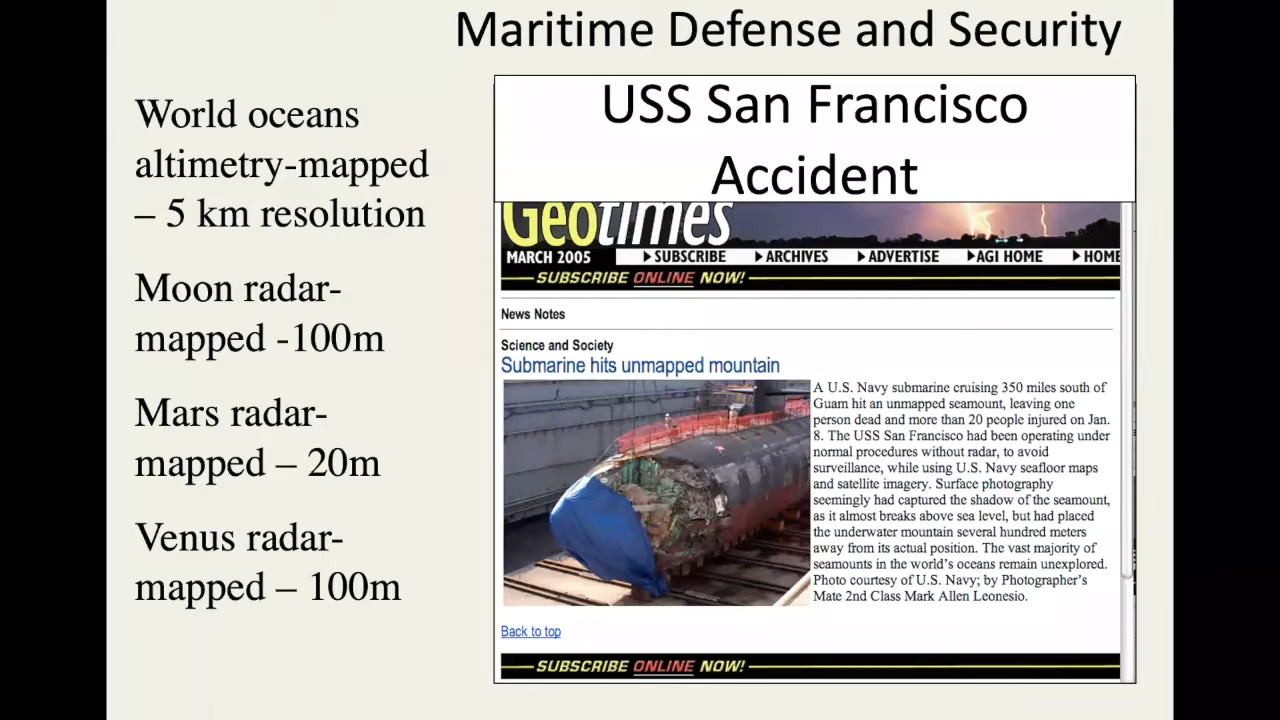 Maritime Defense and Security
World oceans
altimetry-mapped
– 5 km resolution
Moon radar-
mapped -100m
Mars radar-
mapped – 20m
Venus radar-
mapped – 100m
USS San Francisco
Accident
Geotimes
MARCH 2005 SUBSCRIBE ARCHIVES ADVERTISE AGI HOME HOME
SUBSCRIBE ONLINE NOW!
News Notes
Science and Society
Submarine hits unmapped mountain
A U.S. Navy submarine cruising 350 miles south of
Guam hit an unmapped seamount, leaving one
person dead and more than 20 people injured on Jan.
8. The USS San Francisco had been operating under
normal procedures without radar, to avoid
surveillance, while using U.S. Navy seafloor maps
and satellite imagery. Surface photography
seemingly had captured the shadow of the seamount,
as it almost breaks above sea level, but had placed
the underwater mountain several hundred meters
away from its actual position. The vast majority of
seamounts in the world's oceans remain unexplored.
Photo courtesy of U.S. Navy; by Photographer's
Mate 2nd Class Mark Allen Leonesio.
Back to top
SUBSCRIBE ONLINE NOW!